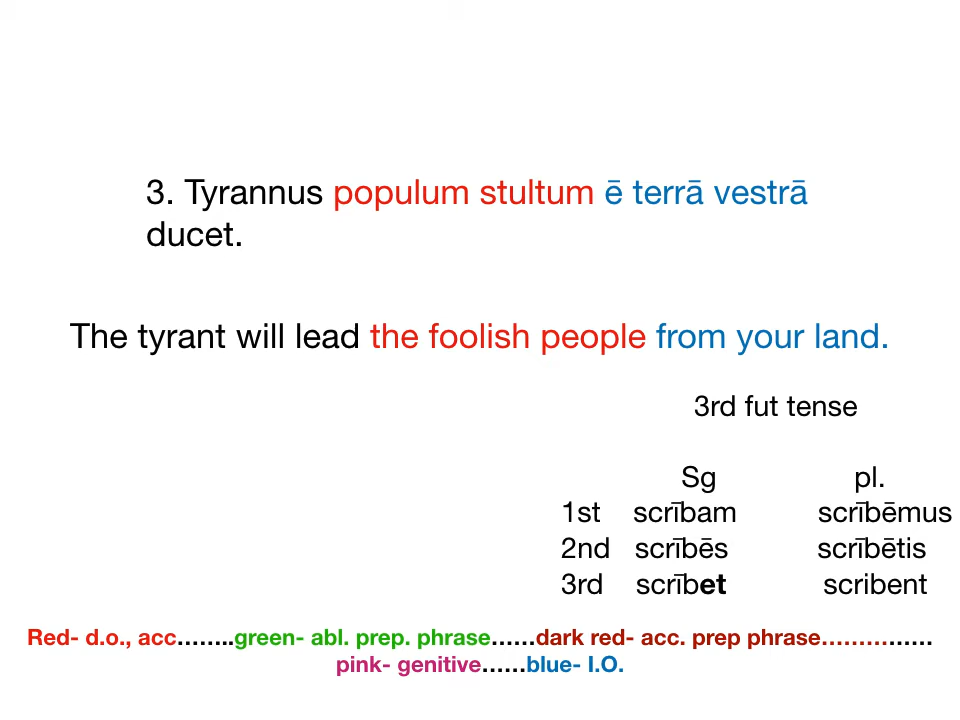 3. Tyrannus populum stultum ē terrā vestrā
ducet.
The tyrant will lead the foolish people from your land.
3rd fut tense
Sg pl.
1st scrībam scrībēmus
2nd scrībēs scrībētis
3rd scrībet scribent
Red- d.o., acc........green- abl. prep. phrase......dark red- acc. prep phrase...............
pink- genitive......blue- I.O.